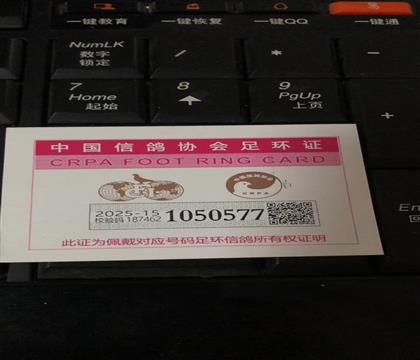 一键教育
一键恢复
一键QQ
一键通
NumLK
数字
锁定
/
*
-
7
Home
起始
8
9
PgUp
上页
+
中国信鸽协会足环证
CRPA FOOT RING CARD
2025-15 1050577
校验码 187462
此证为佩戴对应号码足环信鸽所有权证明